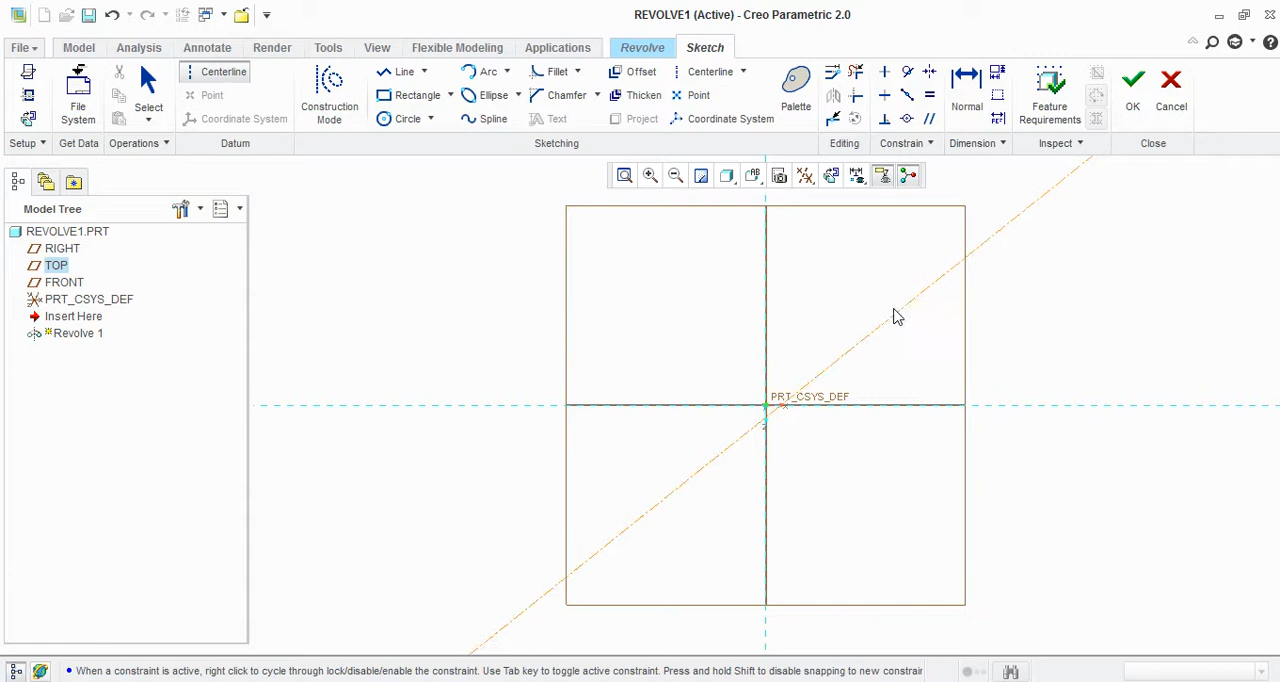 REVOLVE1 (Active) - Creo Parametric 2.0
File Model Analysis Annotate Render Tools View Flexible Modeling Applications Revolve Sketch
Centerline Line Arc Fillet Offset Centerline
Point Rectangle Ellipse Chamfer Thicken Point
Coordinate System Circle Spline Text Project Coordinate System
File System Select Construction Mode Palette Normal Feature Requirements OK Cancel
Setup Get Data Operations Datum Sketching Editing Constrain Dimension Inspect Close
Model Tree
REVOLVE1.PRT
RIGHT
TOP
FRONT
PRT_CSYS_DEF
Insert Here
Revolve 1
PRT_CSYS_DEF
When a constraint is active, right click to cycle through lock/disable/enable the constraint. Use Tab key to toggle active constraint. Press and hold Shift to disable snapping to new constrair